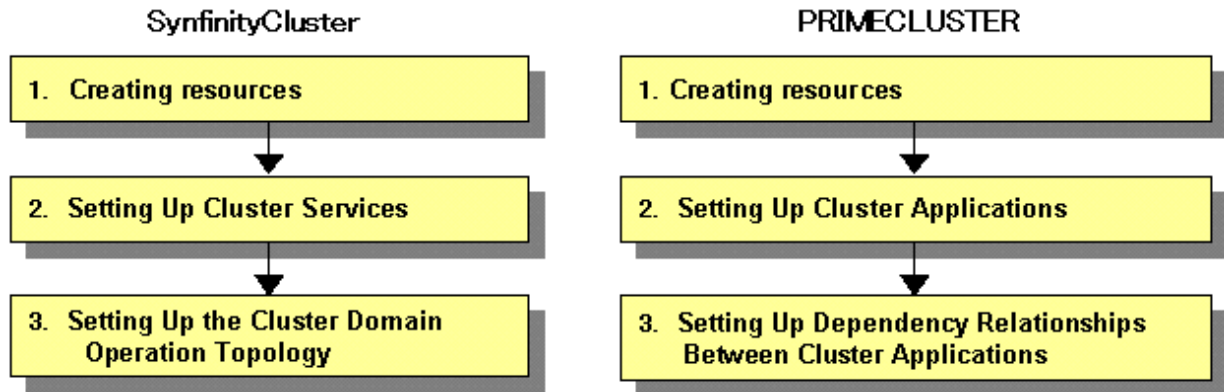 SynfinityCluster
1. Creating resources
2. Setting Up Cluster Services
3. Setting Up the Cluster Domain
Operation Topology
PRIMECLUSTER
1. Creating resources
2. Setting Up Cluster Applications
3. Setting Up Dependency Relationships
Between Cluster Applications